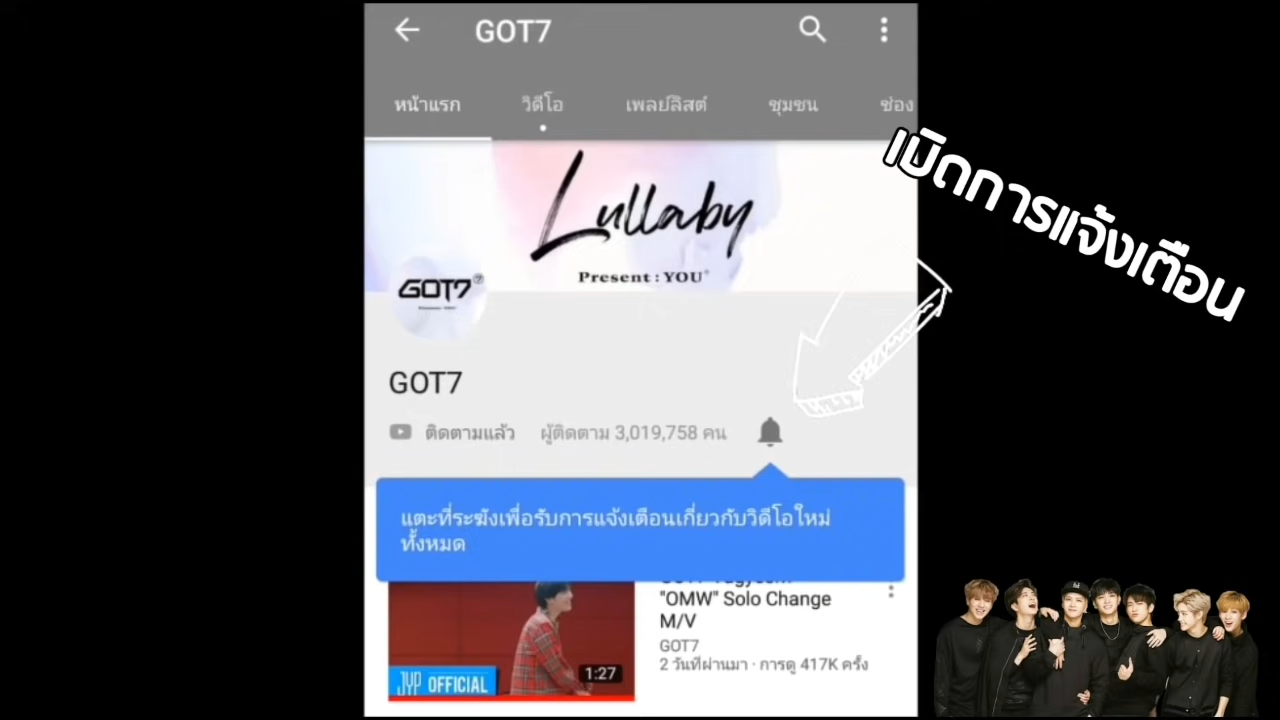 GOT7
หน้าแรก วิดีโอ เพลย์ลิสต์ ชุมชน ช่อง
เปิดการแจ้งเตือน
Lullaby
Present : YOU
GOT7
GOT7
ติดตามแล้ว ผู้ติดตาม 3,019,758 คน
แตะที่ระฆังเพื่อรับการแจ้งเตือนเกี่ยวกับวิดีโอใหม่
ทั้งหมด
"OMW" Solo Change
M/V
GOT7
2 วันที่ผ่านมา · การดู 417K ครั้ง
1:27
JYP OFFICIAL